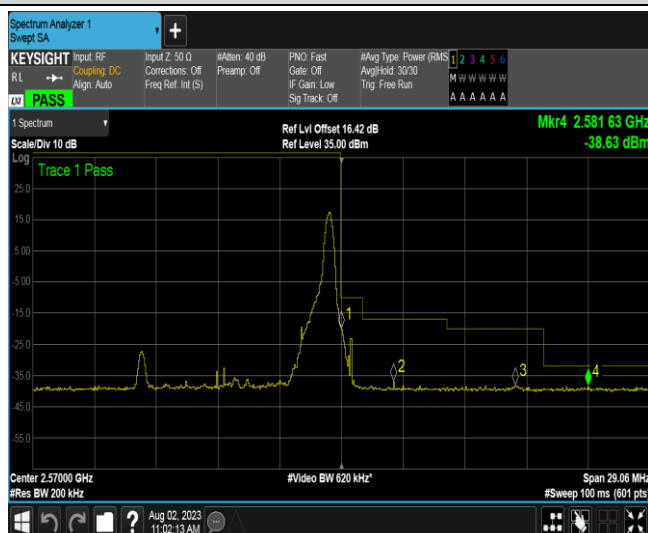 Spectrum Analyzer 1
Swept SA
+
KEYSIGHT
RL
Input: RF
Coupling: DC
Align: Auto
Input Z: 50 Ω
Corrections: Off
Freq Ref: Int (S)
#Atten: 40 dB
Preamp: Off
PNO: Fast
Gate: Off
IF Gain: Low
Sig Track: Off
#Avg Type: Power (RMS
Avg|Hold: 30/30
Trig: Free Run
1 2 3 4 5 6
M W W W W W
A A A A A A
LXI PASS
1 Spectrum
Scale/Div 10 dB
Ref Lvl Offset 16.42 dB
Ref Level 35.00 dBm
Mkr4 2.581 63 GHz
-38.63 dBm
Log
Trace 1 Pass
25.0
15.0
5.00
-5.00
-15.0
-25.0
-35.0
-45.0
-55.0
1
2
3
4
Center 2.57000 GHz
#Res BW 200 kHz
#Video BW 620 kHz*
Span 29.06 MHz
#Sweep 100 ms (601 pts)
?
Aug 02, 2023
11:02:13 AM